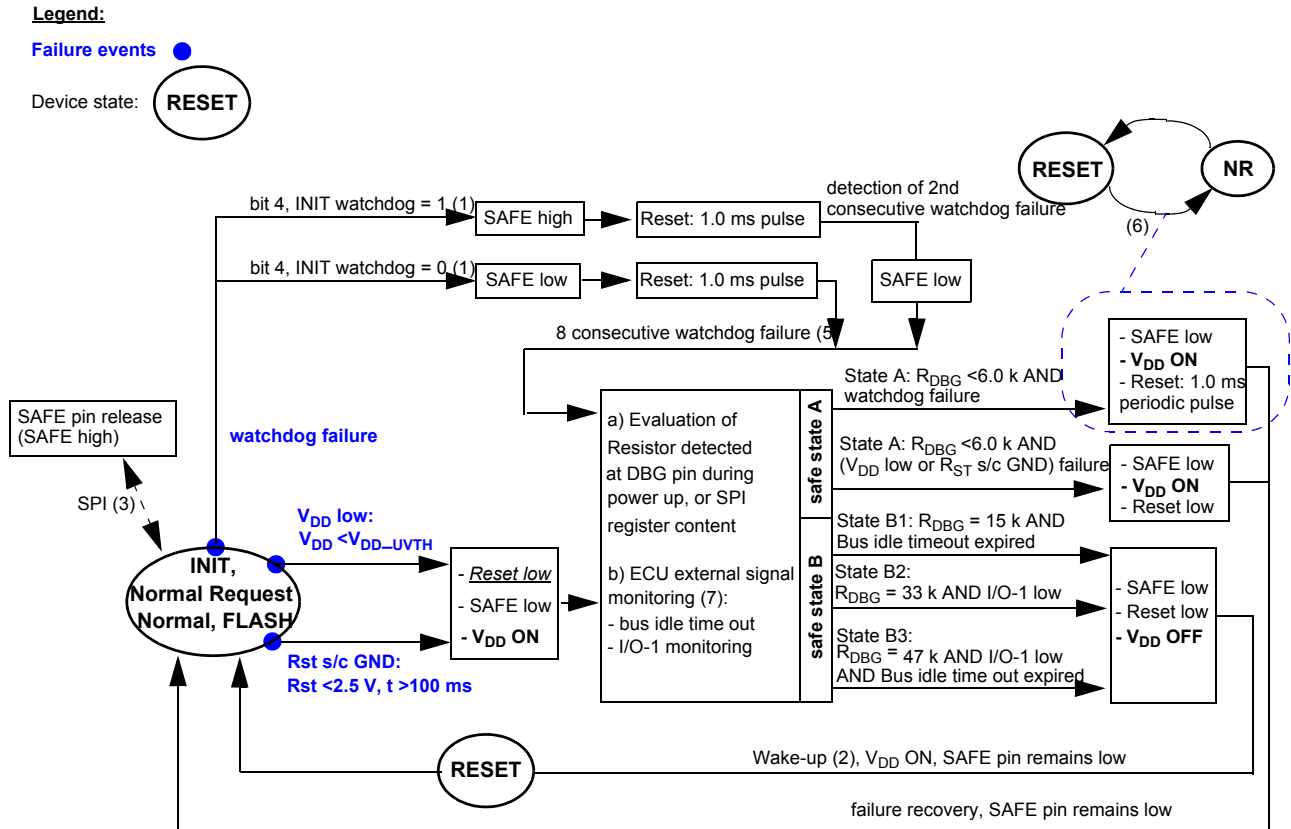 Legend:
Failure events
Device state:
RESET
RESET
NR
(6)
detection of 2nd
consecutive watchdog failure
bit 4, INIT watchdog = 1 (1)
SAFE high
Reset: 1.0 ms pulse
bit 4, INIT watchdog = 0 (1)
SAFE low
Reset: 1.0 ms pulse
SAFE low
8 consecutive watchdog failure (5
- SAFE low
- VDD ON
- Reset: 1.0 ms
periodic pulse
State A: RDBG <6.0 k AND
watchdog failure
SAFE pin release
(SAFE high)
watchdog failure
SPI (3)
a) Evaluation of
Resistor detected
at DBG pin during
power up, or SPI
register content
b) ECU external signal
monitoring (7):
- bus idle time out
- I/O-1 monitoring
safe state A
safe state B
State A: RDBG <6.0 k AND
(VDD low or RST s/c GND) failure
- SAFE low
- VDD ON
- Reset low
VDD low:
VDD <VDD_UVTH
INIT,
Normal Request
Normal, FLASH
- Reset low
- SAFE low
- VDD ON
Rst s/c GND:
Rst <2.5 V, t >100 ms
State B1: RDBG = 15 k AND
Bus idle timeout expired
State B2:
RDBG = 33 k AND I/O-1 low
State B3:
RDBG = 47 k AND I/O-1 low
AND Bus idle time out expired
- SAFE low
- Reset low
- VDD OFF
RESET
Wake-up (2), VDD ON, SAFE pin remains low
failure recovery, SAFE pin remains low